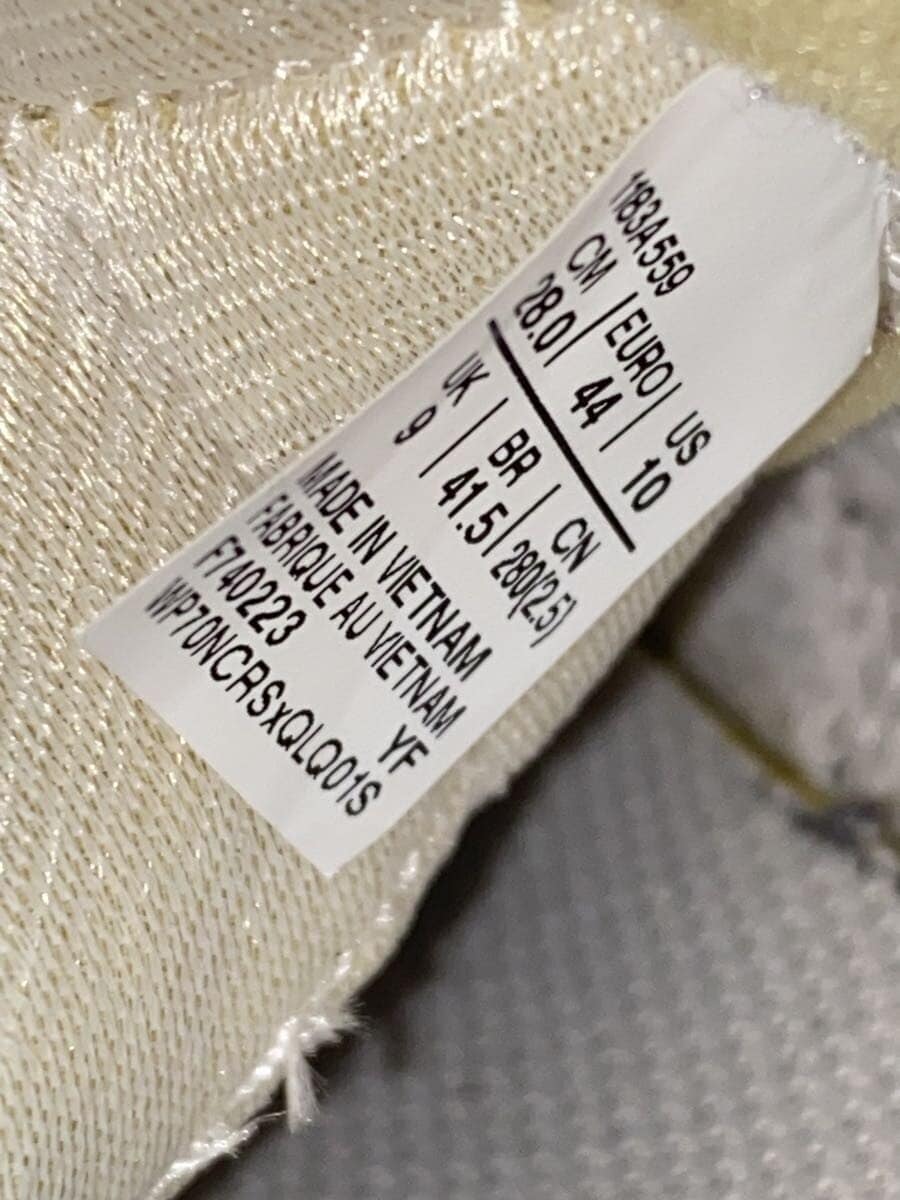 1183A559
CM | EURO | US
28.0 | 44 | 10
UK | BR | CN
9 | 41.5 | 280(2.5)
MADE IN VIETNAM
FABRIQUE AU VIETNAM
F740223 YF
WP70NCRSxQLQ01S